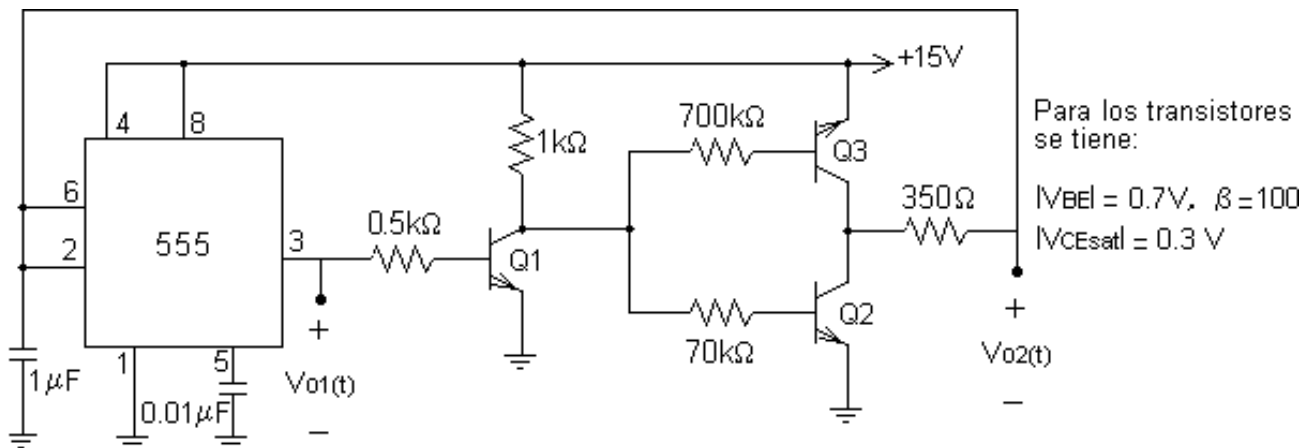 +15V
Para los transistores
se tiene:
|VBE| = 0.7V, β=100
|VCEsat| = 0.3 V
4
8
6
2
555
3
1
5
1μF
0.01μF
Vo1(t)
+
−
0.5kΩ
Q1
1kΩ
700kΩ
Q3
70kΩ
Q2
350Ω
+
Vo2(t)
−